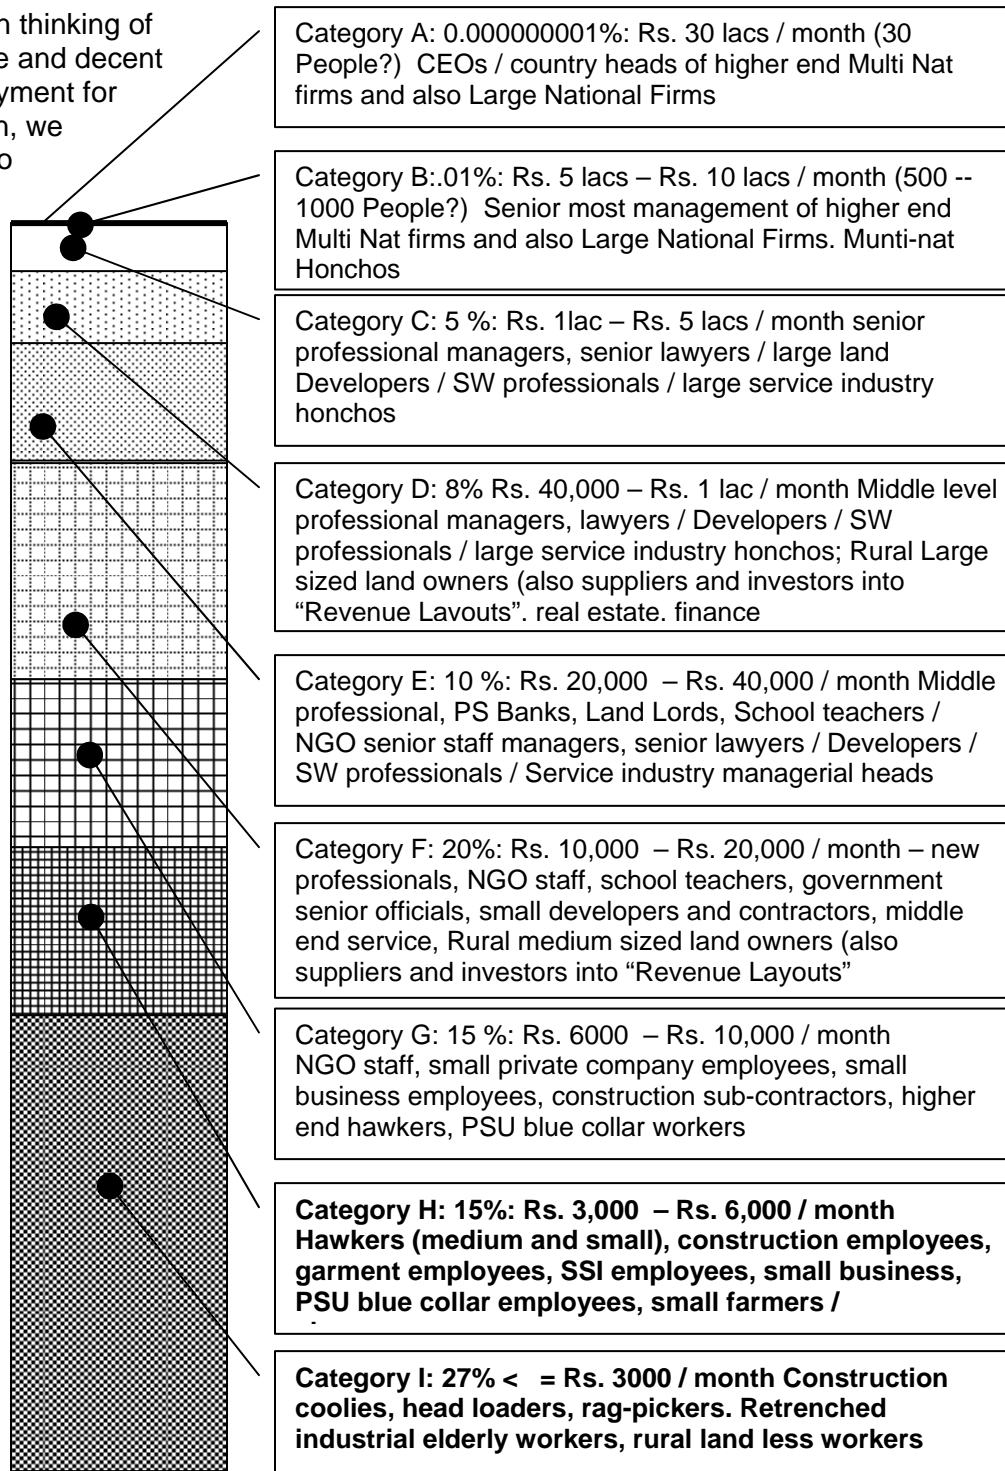 n thinking of
e and decent
yment for
n, we
o
Category A: 0.000000001%: Rs. 30 lacs / month (30
People?)  CEOs / country heads of higher end Multi Nat
firms and also Large National Firms
Category B:.01%: Rs. 5 lacs – Rs. 10 lacs / month (500 --
1000 People?)  Senior most management of higher end
Multi Nat firms and also Large National Firms. Munti-nat
Honchos
Category C: 5 %: Rs. 1lac – Rs. 5 lacs / month senior
professional managers, senior lawyers / large land
Developers / SW professionals / large service industry
honchos
Category D: 8% Rs. 40,000 – Rs. 1 lac / month Middle level
professional managers, lawyers / Developers / SW
professionals / large service industry honchos; Rural Large
sized land owners (also suppliers and investors into
“Revenue Layouts”. real estate. finance
Category E: 10 %: Rs. 20,000  – Rs. 40,000 / month Middle
professional, PS Banks, Land Lords, School teachers /
NGO senior staff managers, senior lawyers / Developers /
SW professionals / Service industry managerial heads
Category F: 20%: Rs. 10,000  – Rs. 20,000 / month – new
professionals, NGO staff, school teachers, government
senior officials, small developers and contractors, middle
end service, Rural medium sized land owners (also
suppliers and investors into “Revenue Layouts”
Category G: 15 %: Rs. 6000  – Rs. 10,000 / month
NGO staff, small private company employees, small
business employees, construction sub-contractors, higher
end hawkers, PSU blue collar workers
Category H: 15%: Rs. 3,000  – Rs. 6,000 / month
Hawkers (medium and small), construction employees,
garment employees, SSI employees, small business,
PSU blue collar employees, small farmers /
Category I: 27% <  = Rs. 3000 / month Construction
coolies, head loaders, rag-pickers. Retrenched
industrial elderly workers, rural land less workers